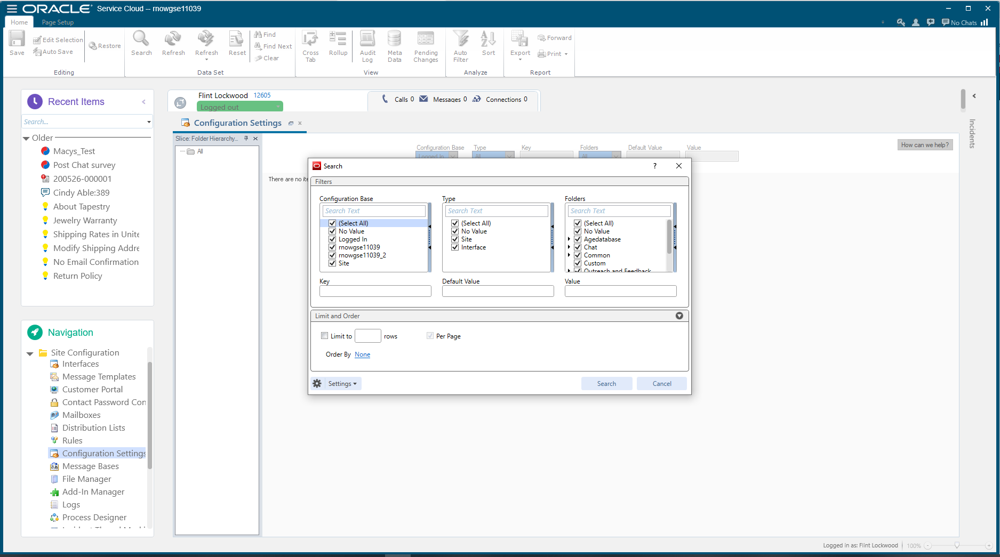 ORACLE Service Cloud -- rnowgse11039
Home Page Setup
No Chats
Save
Edit Selection
Auto Save
Restore
Editing
Search
Refresh
Refresh
Reset
Find
Find Next
Clear
Data Set
Cross Tab
Rollup
Audit Log
Meta Data
Pending Changes
View
Auto Filter
Sort
Analyze
Export
Forward
Print
Report
Recent Items
Search...
Older
Macys_Test
Post Chat survey
200526-000001
Cindy Able:389
About Tapestry
Jewelry Warranty
Shipping Rates in Unite
Modify Shipping Addre
No Email Confirmation
Return Policy
Navigation
Site Configuration
Interfaces
Message Templates
Customer Portal
Contact Password Con
Mailboxes
Distribution Lists
Rules
Configuration Settings
Message Bases
File Manager
Add-In Manager
Logs
Process Designer
Flint Lockwood 12605
Logged out
Calls 0 Messages 0 Connections 0
Configuration Settings
Slice: Folder Hierarchy...
All
Configuration Base Type Key Folders Default Value Value
Logged In All All
How can we help?
Incidents
There are no ite
Search
?
Filters
Configuration Base
Search Text
(Select All)
No Value
Logged In
rnowgse11039
rnowgse11039_2
Site
Type
Search Text
(Select All)
No Value
Site
Interface
Folders
Search Text
(Select All)
No Value
Agedatabase
Chat
Common
Custom
Outreach and Feedback
Key
Default Value
Value
Limit and Order
Limit to rows Per Page
Order By None
Settings
Search
Cancel
Logged in as: Flint Lockwood 100%